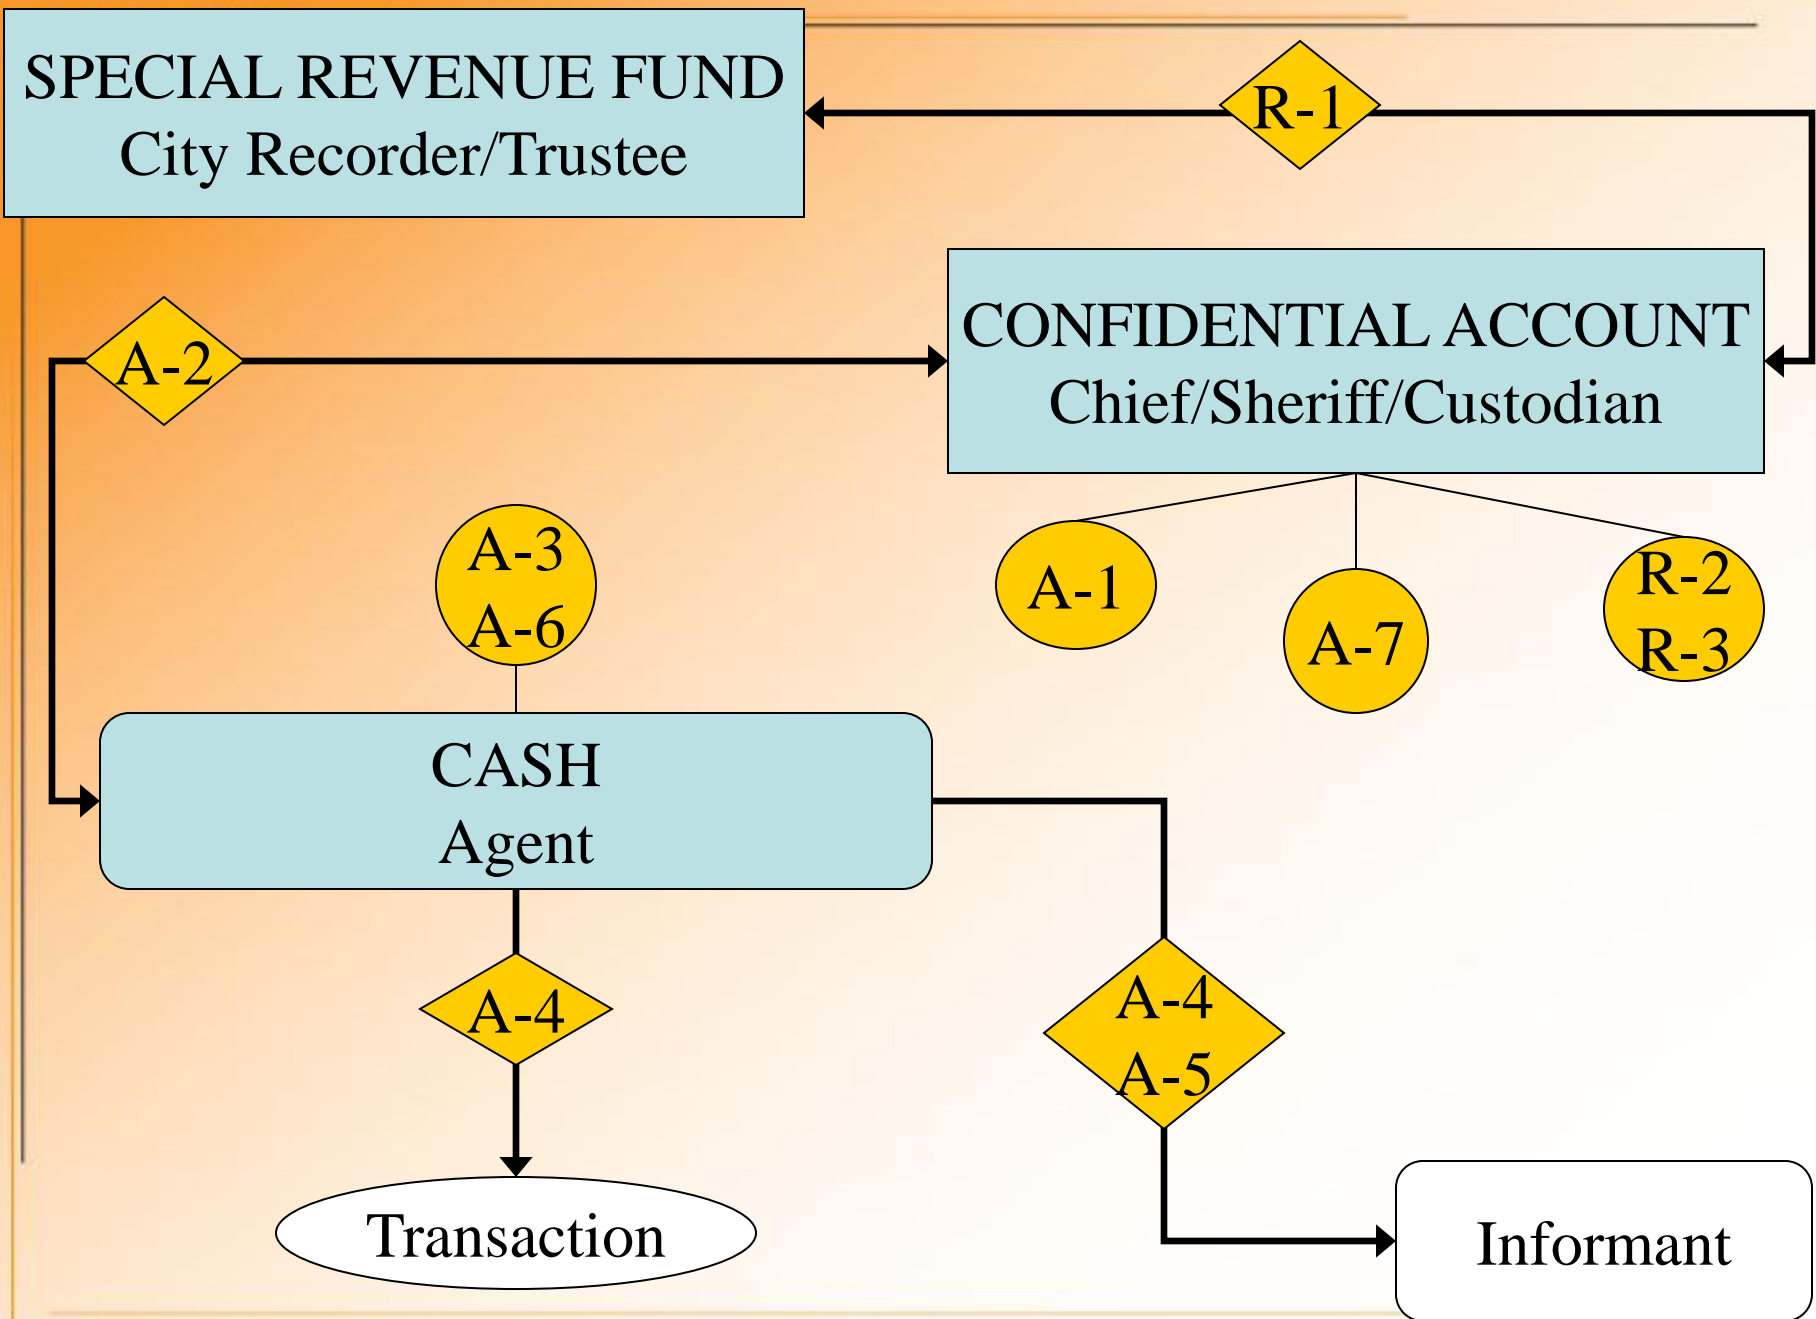 SPECIAL REVENUE FUND
City Recorder/Trustee
R-1
CONFIDENTIAL ACCOUNT
Chief/Sheriff/Custodian
A-2
A-3
A-6
A-1
A-7
R-2
R-3
CASH
Agent
A-4
A-4
A-5
Transaction
Informant